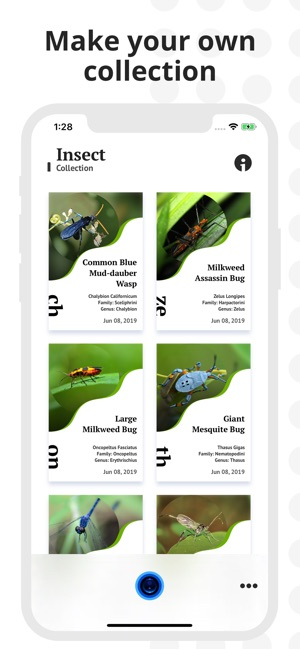 Make your own
collection
1:28
Insect
Collection
Common Blue
Mud-dauber
Wasp
Chalybion Californicum
Family: Sceliphrini
Genus: Chalybion
Jun 08, 2019
ch
Milkweed
Assassin Bug
Zelus Longipes
Family: Harpactorini
Genus: Zelus
Jun 08, 2019
ze
Large
Milkweed Bug
Oncopeltus Fasciatus
Family: Oncopeltus
Genus: Erythrischius
Jun 08, 2019
on
Giant
Mesquite Bug
Thasus Gigas
Family: Nematopodini
Genus: Thasus
Jun 08, 2019
th